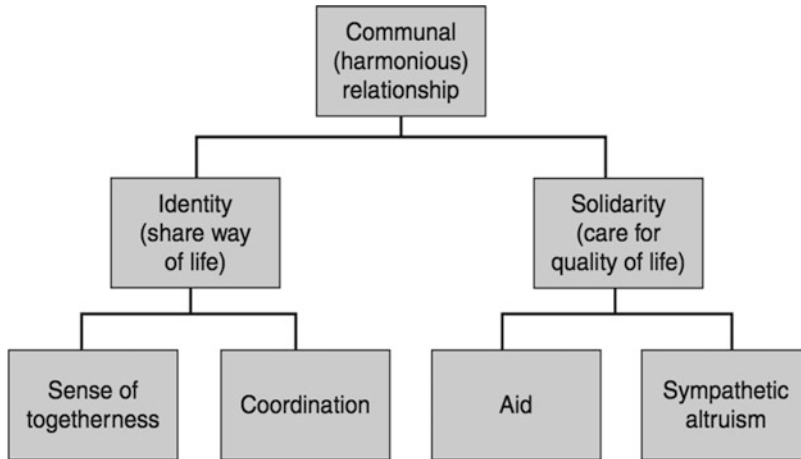 Communal
(harmonious)
relationship
Identity
(share way
of life)
Solidarity
(care for
quality of life)
Sense of
togetherness
Coordination
Aid
Sympathetic
altruism